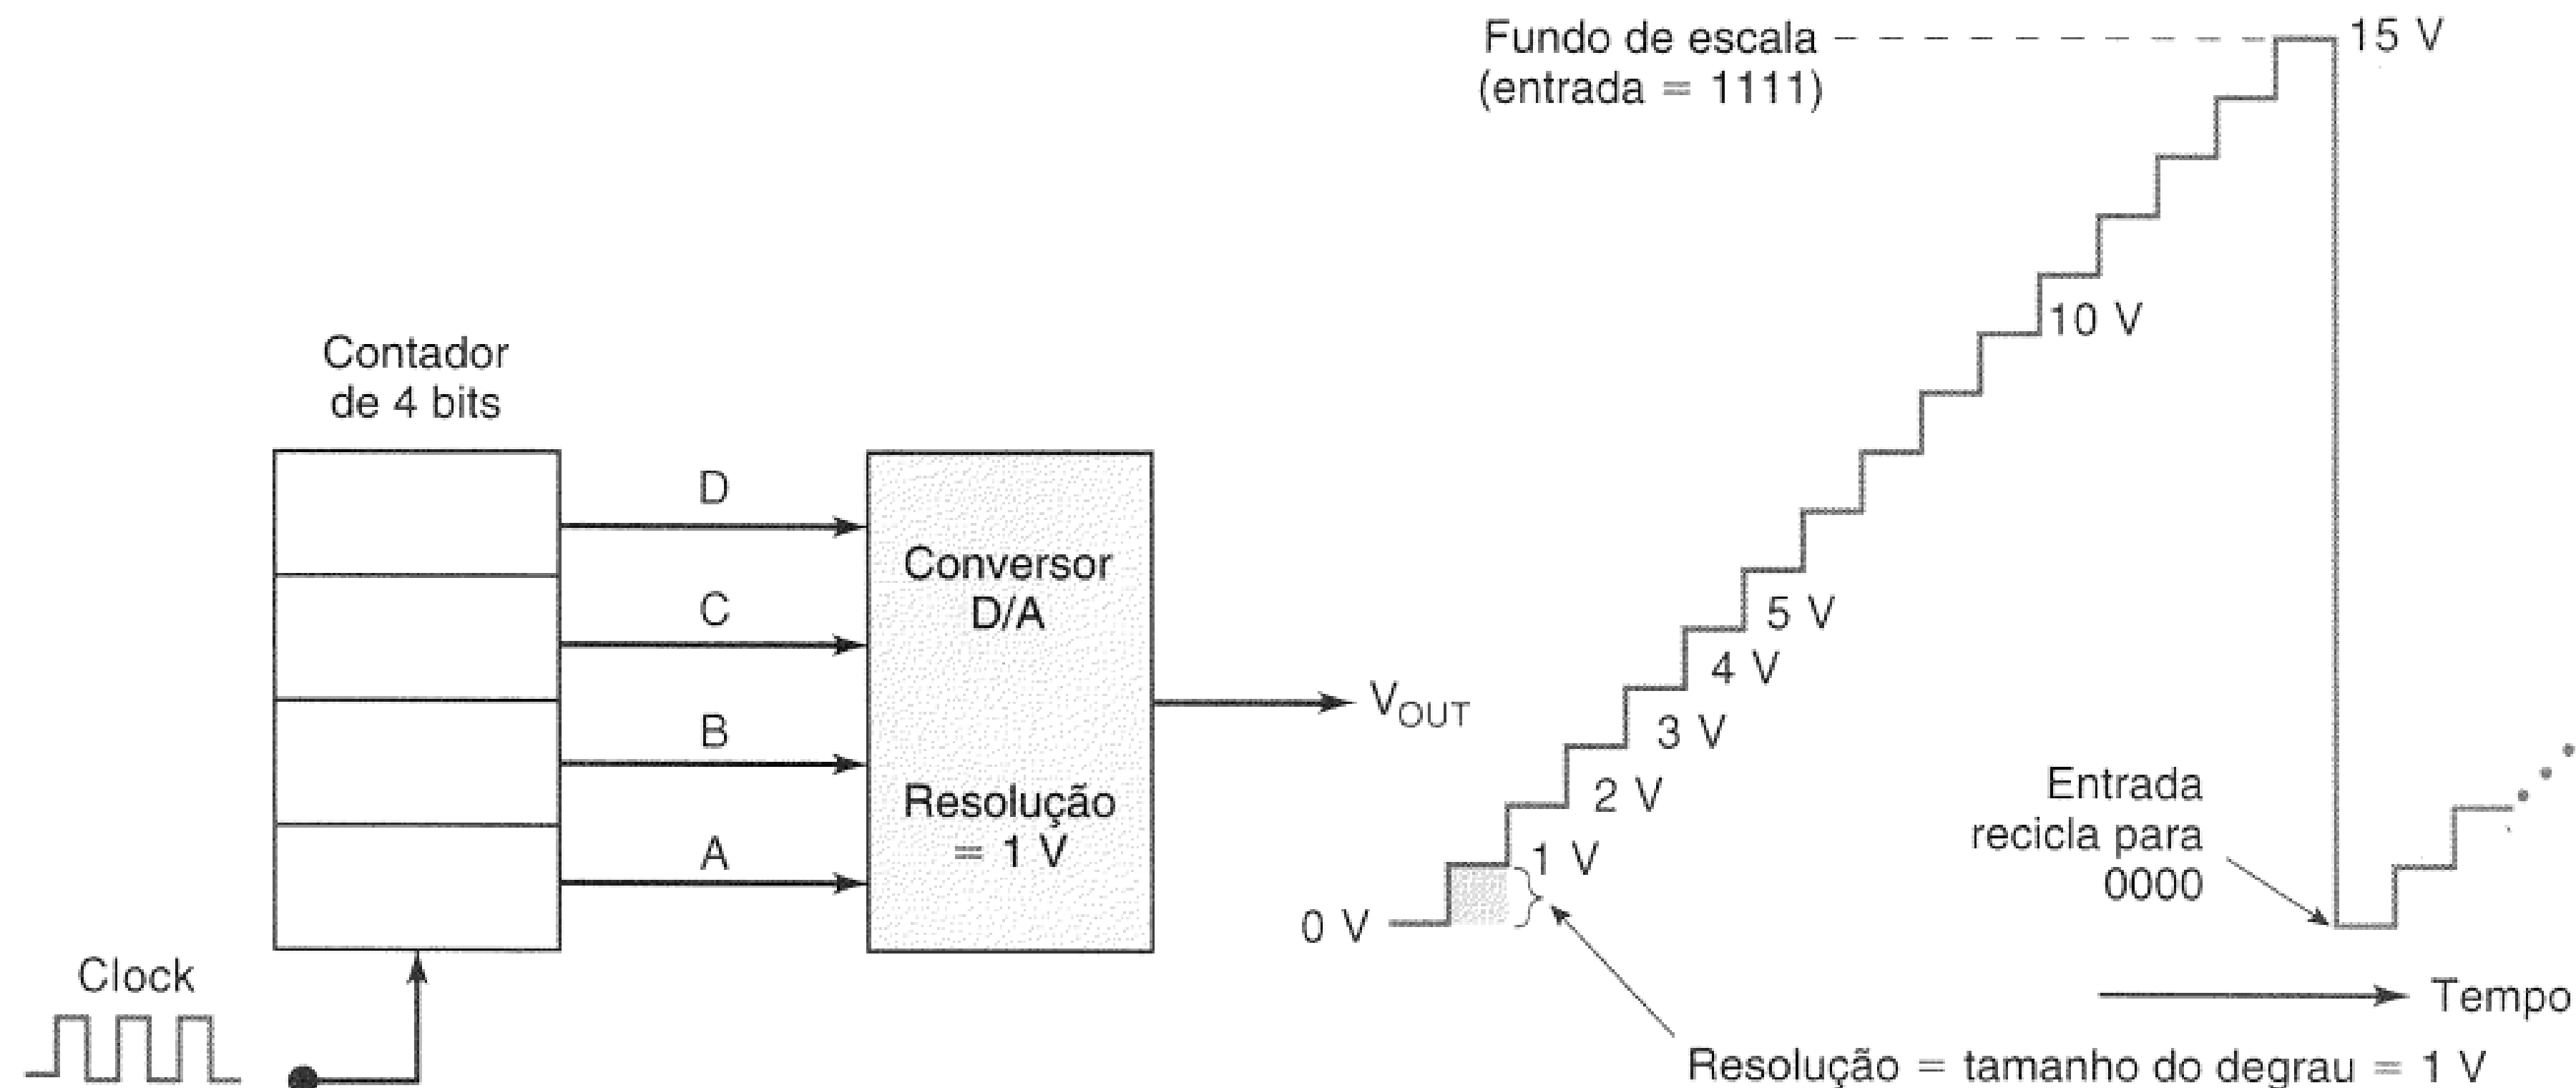 Fundo de escala
(entrada = 1111)
15 V
10 V
Contador
de 4 bits
D
C
B
A
Conversor
D/A
Resolução
= 1 V
V_OUT
5 V
4 V
3 V
2 V
1 V
0 V
Entrada
recicla para
0000
Clock
Tempo
Resolução = tamanho do degrau = 1 V